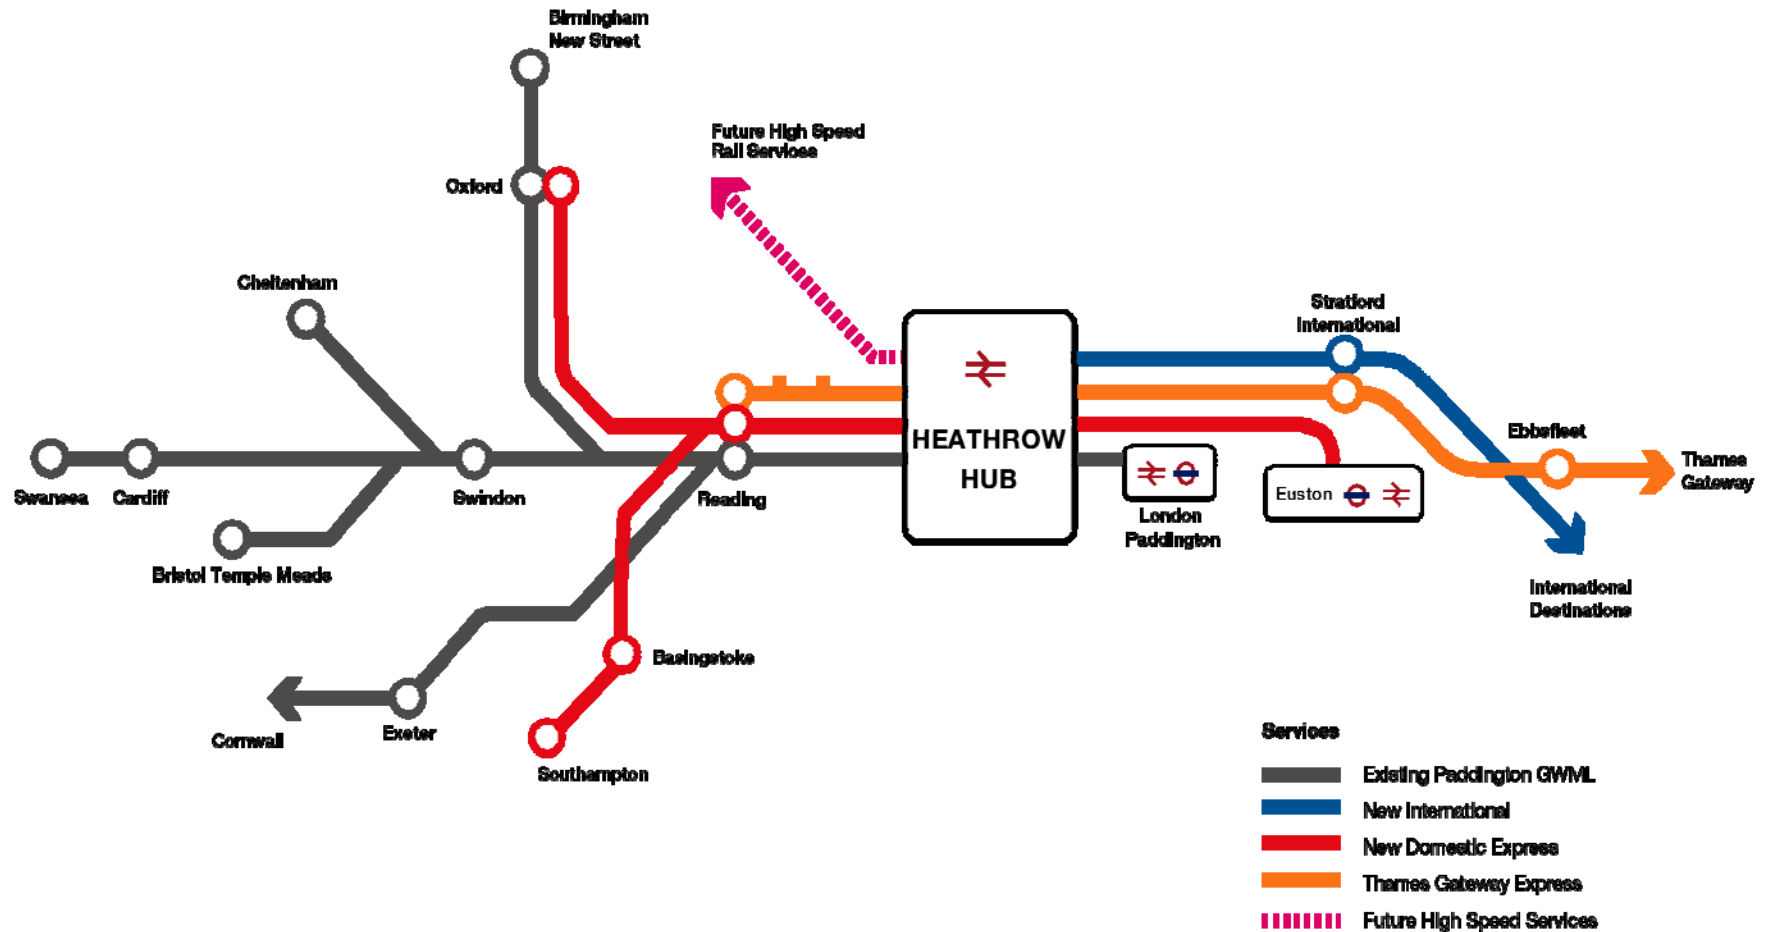 Birmingham
New Street
Future High Speed
Rail Services
Oxford
Cheltenham
Stratford
International
HEATHROW
HUB
Ebbsfleet
Thames
Gateway
Swansea
Cardiff
Swindon
Reading
Euston
London
Paddington
Bristol Temple Meads
International
Destinations
Basingstoke
Cornwall
Exeter
Southampton
Services
Existing Paddington GWML
New International
New Domestic Express
Thames Gateway Express
Future High Speed Services